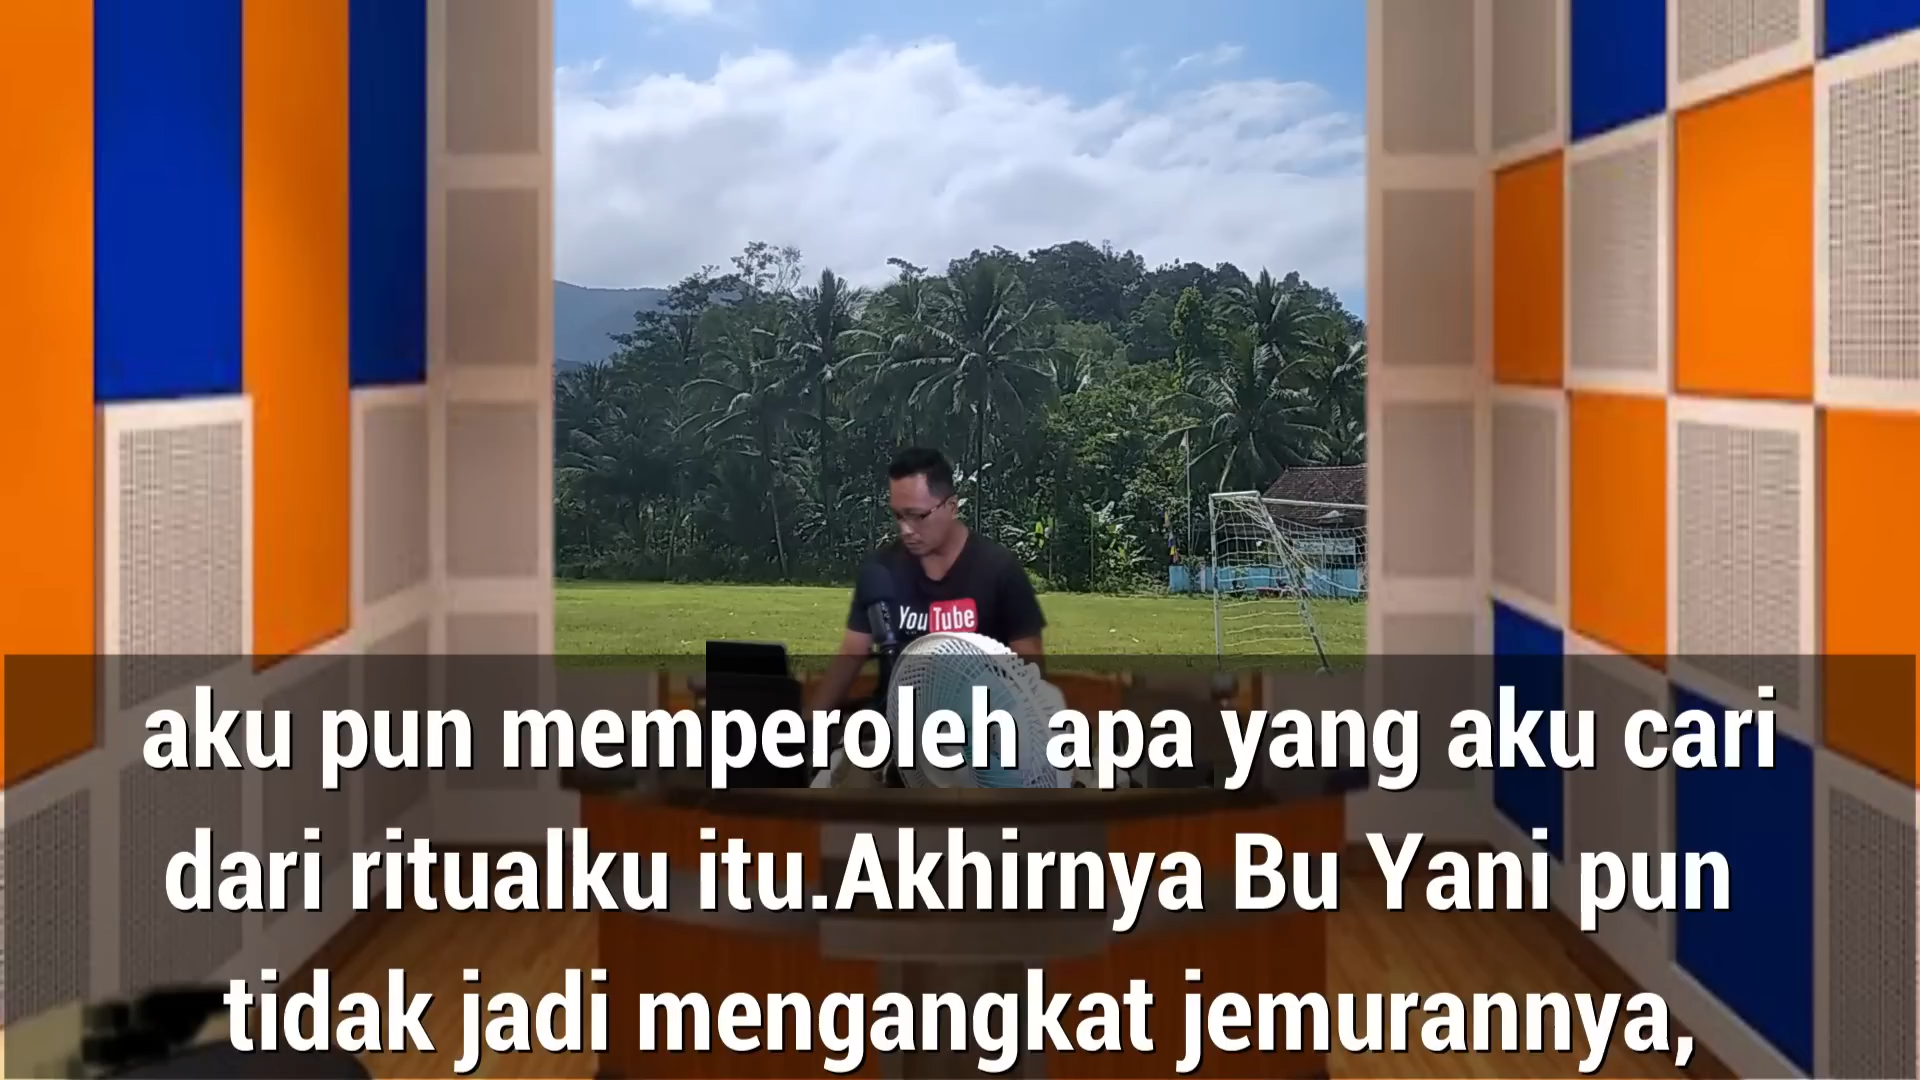 YouTube
aku pun memperoleh apa yang aku cari
dari ritualku itu.Akhirnya Bu Yani pun
tidak jadi mengangkat jemurannya,